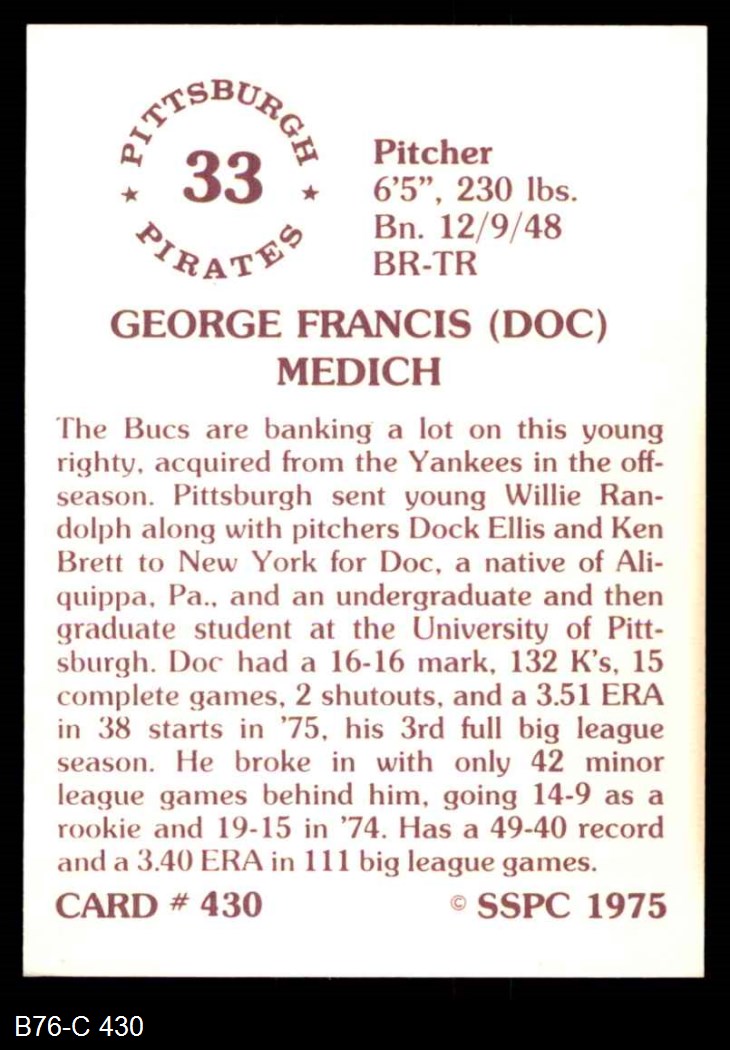 PITTSBURGH
33
PIRATES
Pitcher
6'5”, 230 lbs.
Bn. 12/9/48
BR-TR
GEORGE FRANCIS (DOC)
MEDICH
The Bucs are banking a lot on this young
righty, acquired from the Yankees in the off-
season. Pittsburgh sent young Willie Ran-
dolph along with pitchers Dock Ellis and Ken
Brett to New York for Doc, a native of Ali-
quippa, Pa., and an undergraduate and then
graduate student at the University of Pitt-
sburgh. Doc had a 16-16 mark, 132 K's, 15
complete games, 2 shutouts, and a 3.51 ERA
in 38 starts in '75, his 3rd full big league
season. He broke in with only 42 minor
league games behind him, going 14-9 as a
rookie and 19-15 in '74. Has a 49-40 record
and a 3.40 ERA in 111 big league games.
CARD # 430
© SSPC 1975
B76-C 430